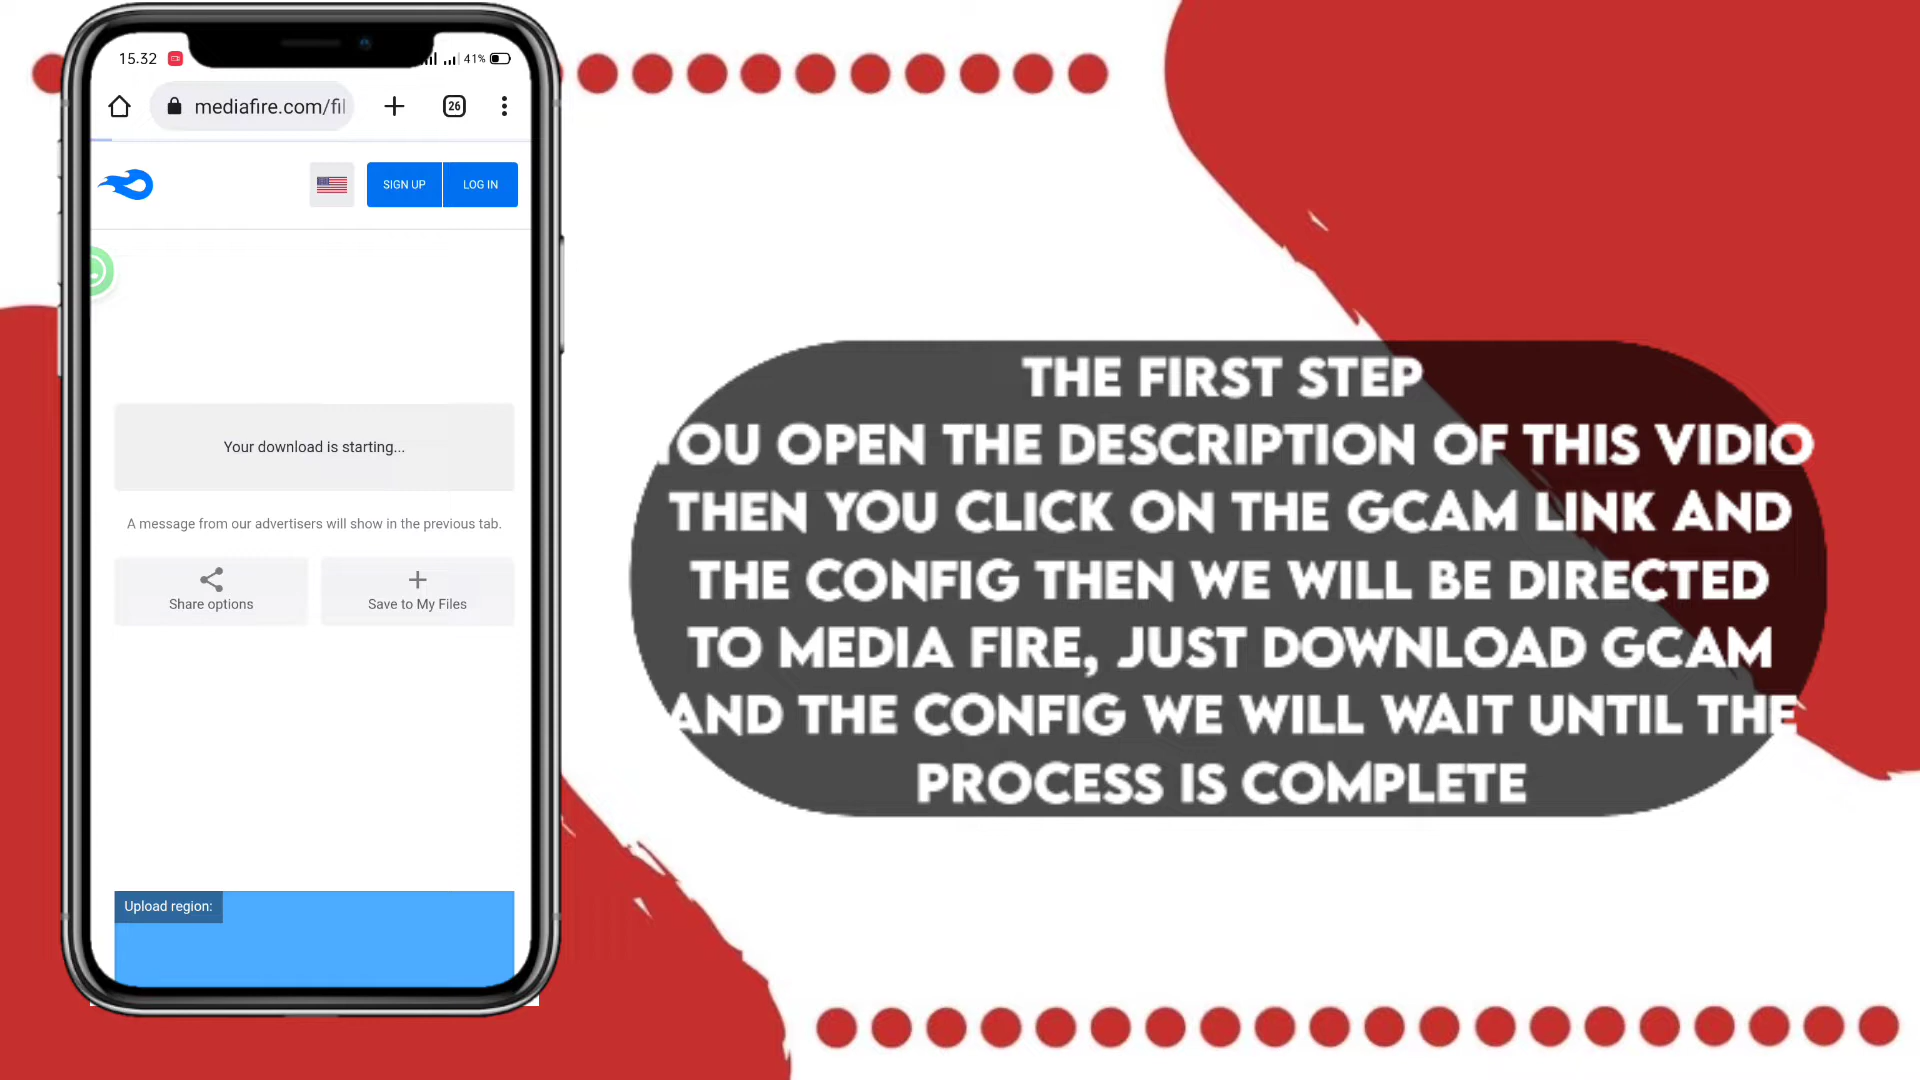 15.32
41%
mediafire.com/fil
26
SIGN UP
LOG IN
Your download is starting...
A message from our advertisers will show in the previous tab.
Share options
Save to My Files
Upload region:
THE FIRST STEP
YOU OPEN THE DESCRIPTION OF THIS VIDIO
THEN YOU CLICK ON THE GCAM LINK AND
THE CONFIG THEN WE WILL BE DIRECTED
TO MEDIA FIRE, JUST DOWNLOAD GCAM
AND THE CONFIG WE WILL WAIT UNTIL THE
PROCESS IS COMPLETE